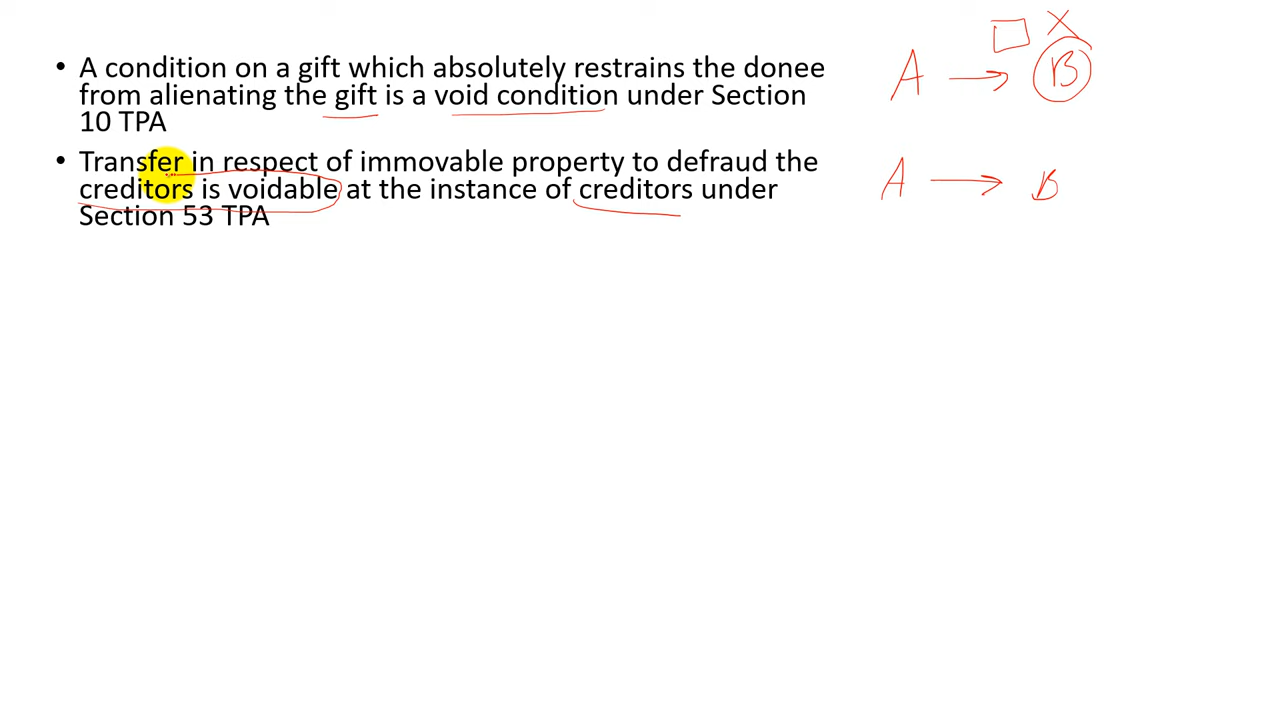 • A condition on a gift which absolutely restrains the donee
from alienating the gift is a void condition under Section
10 TPA
• Transfer in respect of immovable property to defraud the
creditors is voidable at the instance of creditors under
Section 53 TPA
X
A → B
A → B